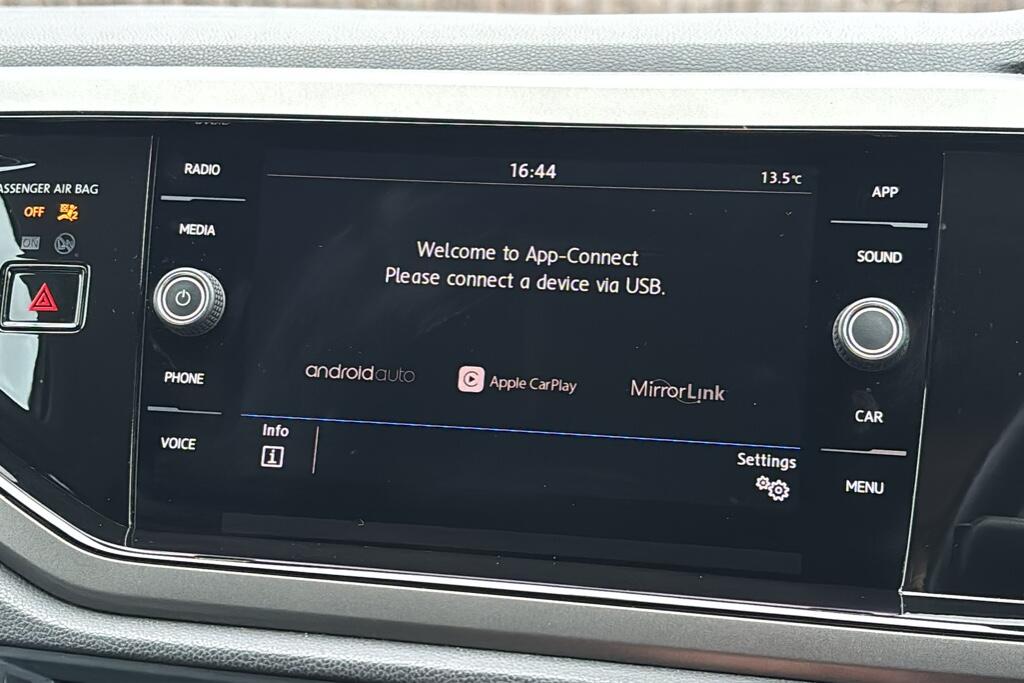 RADIO
MEDIA
PHONE
VOICE
ASSENGER AIR BAG
OFF
ON
16:44
13.5°C
Welcome to App-Connect
Please connect a device via USB.
androidauto
Apple CarPlay
MirrorLink
Info
i
Settings
APP
SOUND
CAR
MENU